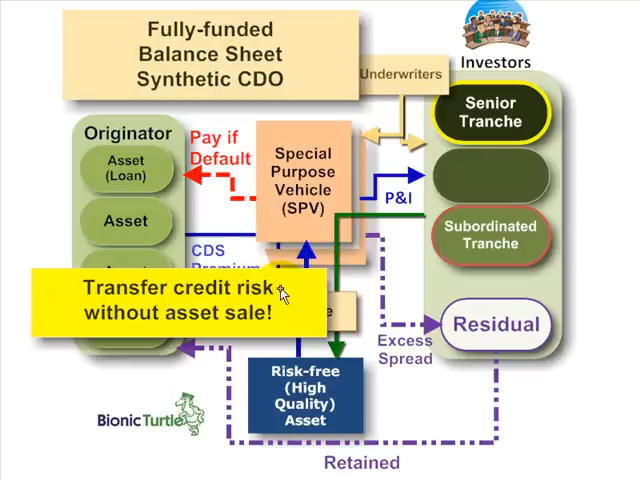 Fully-funded
Balance Sheet
Synthetic CDO
Underwriters
Investors
Senior
Tranche
Originator
Asset
(Loan)
Asset
Pay if
Default
Special
Purpose
Vehicle
(SPV)
P&I
Subordinated
Tranche
CDS
Transfer credit risk
without asset sale!
Residual
Excess
Spread
Risk-free
(High
Quality)
Asset
BionicTurtle
Retained